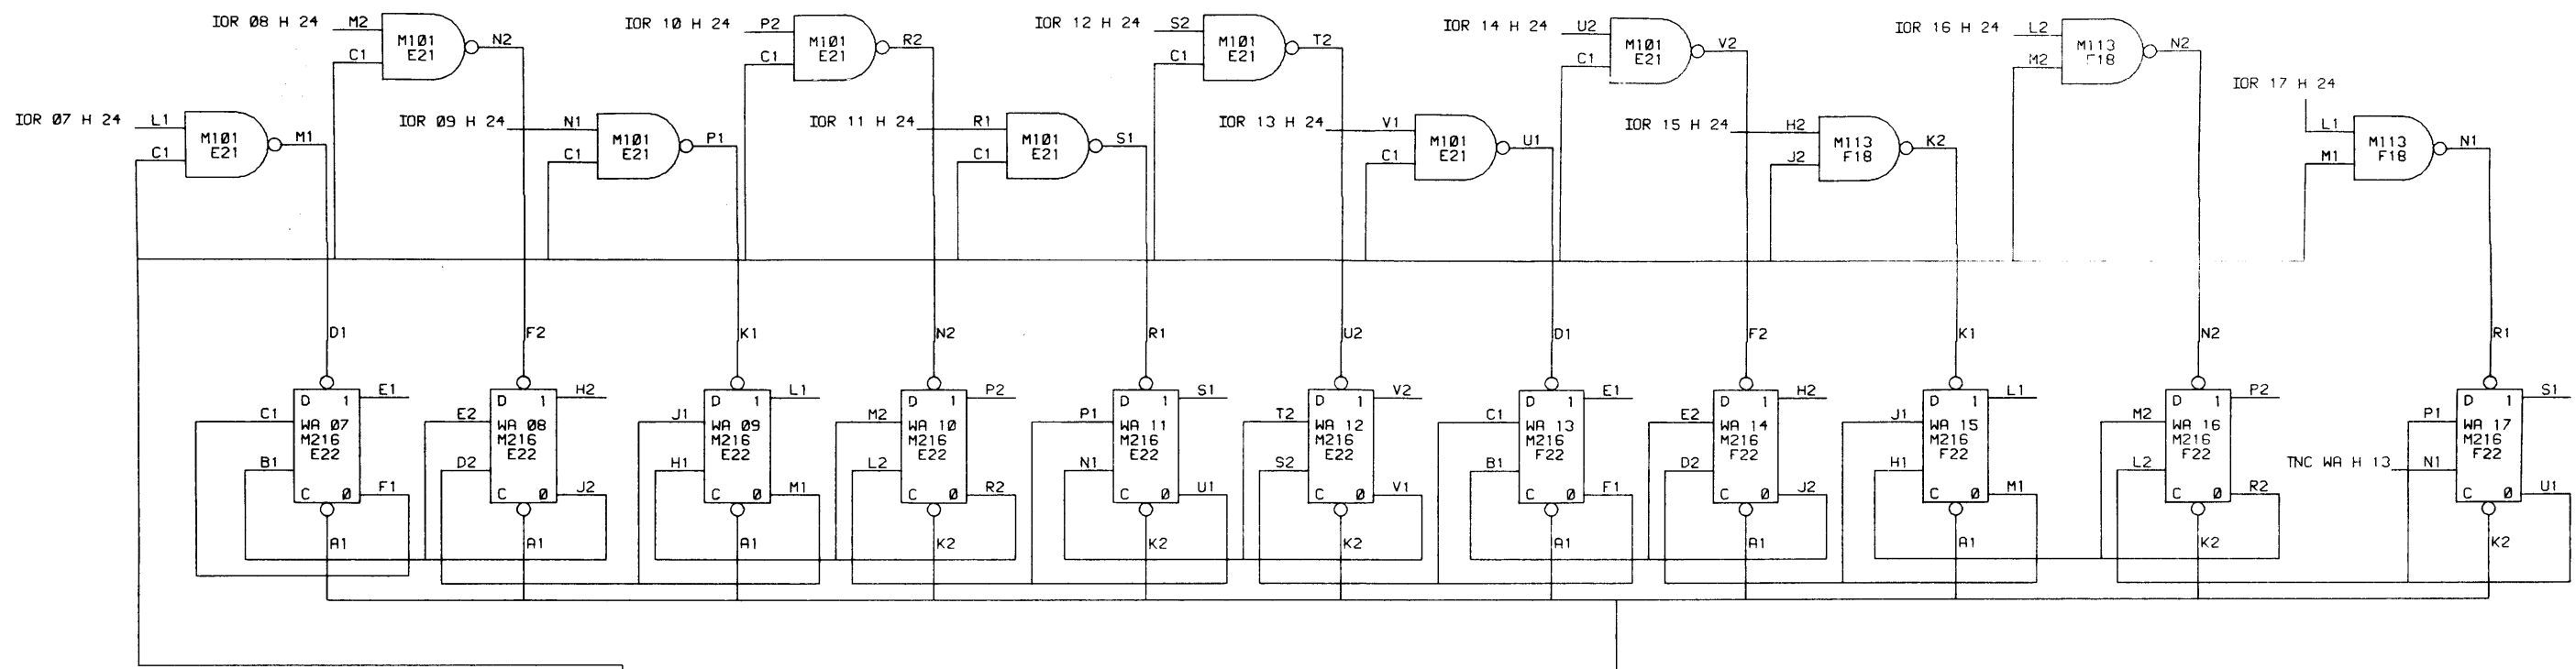 IOR 08 H 24 M2 M101 E21 N2 C1
IOR 10 H 24 P2 M101 E21 R2 C1
IOR 12 H 24 S2 M101 E21 T2 C1
IOR 14 H 24 U2 M101 E21 V2 C1
IOR 16 H 24 L2 M113 F18 N2 M2
IOR 07 H 24 L1 M101 E21 M1 C1
IOR 09 H 24 N1 M101 E21 P1 C1
IOR 11 H 24 R1 M101 E21 S1 C1
IOR 13 H 24 V1 M101 E21 U1 C1
IOR 15 H 24 H2 M113 F18 K2 J2
IOR 17 H 24 L1 M113 F18 N1 M1
D1 F2 K1 N2 R1 U2 D1 F2 K1 N2 R1
D 1 E1 C1 WA 07 M216 E22 B1 C 0 F1 A1
D 1 H2 E2 WA 08 M216 E22 D2 C 0 J2 A1
D 1 L1 J1 WA 09 M216 E22 H1 C 0 M1 A1
D 1 P2 M2 WA 10 M216 E22 L2 C 0 R2 K2
D 1 S1 P1 WA 11 M216 E22 N1 C 0 U1 K2
D 1 V2 T2 WA 12 M216 E22 S2 C 0 V1 K2
D 1 E1 C1 WA 13 M216 F22 B1 C 0 F1 A1
D 1 H2 E2 WA 14 M216 F22 D2 C 0 J2 A1
D 1 L1 J1 WA 15 M216 F22 H1 C 0 M1 A1
D 1 P2 M2 WA 16 M216 F22 L2 C 0 R2 K2
D 1 S1 P1 WA 17 M216 F22 TNC WA H 13 N1 C 0 U1 K2